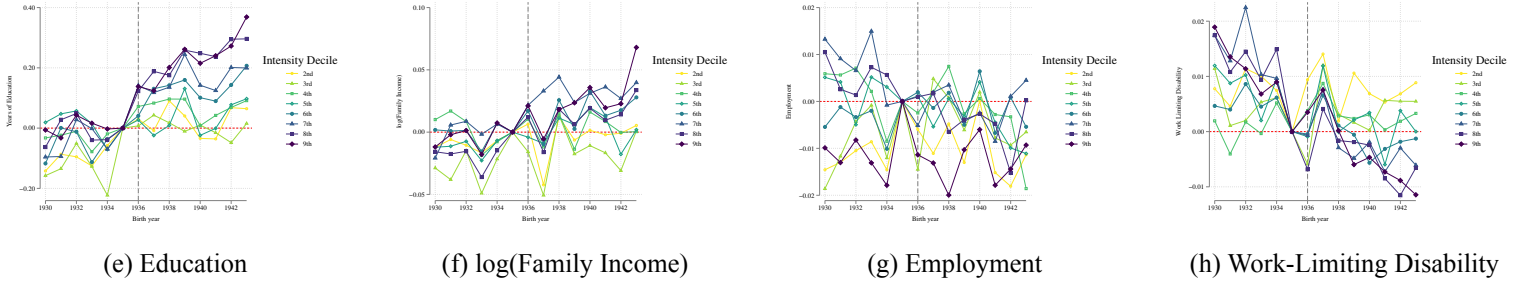 0.40
0.20
0.00
−0.20
Years of Education
1930 1932 1934 1936 1938 1940 1942
Birth year
Intensity Decile
2nd
3rd
4th
5th
6th
7th
8th
9th
(e) Education
0.10
0.05
0.00
−0.05
log(Family Income)
1930 1932 1934 1936 1938 1940 1942
Birth year
Intensity Decile
2nd
3rd
4th
5th
6th
7th
8th
9th
(f) log(Family Income)
0.02
0.01
0.00
−0.01
−0.02
Employment
1930 1932 1934 1936 1938 1940 1942
Birth year
Intensity Decile
2nd
3rd
4th
5th
6th
7th
8th
9th
(g) Employment
0.02
0.01
0.00
−0.01
Work Limiting Disability
1930 1932 1934 1936 1938 1940 1942
Birth year
Intensity Decile
2nd
3rd
4th
5th
6th
7th
8th
9th
(h) Work-Limiting Disability